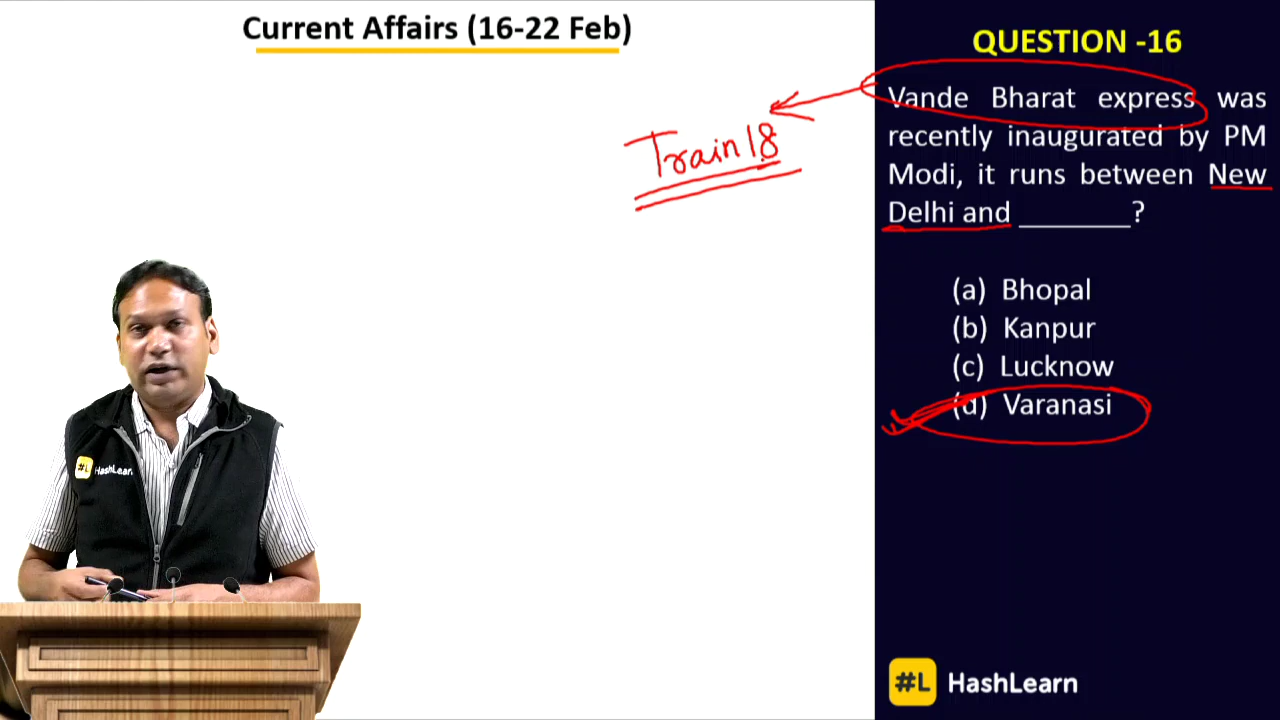 Current Affairs (16-22 Feb)
Train 18
#L HashLearn
QUESTION -16
Vande Bharat express was
recently inaugurated by PM
Modi, it runs between New
Delhi and ________?
(a) Bhopal
(b) Kanpur
(c) Lucknow
(d) Varanasi
#L HashLearn